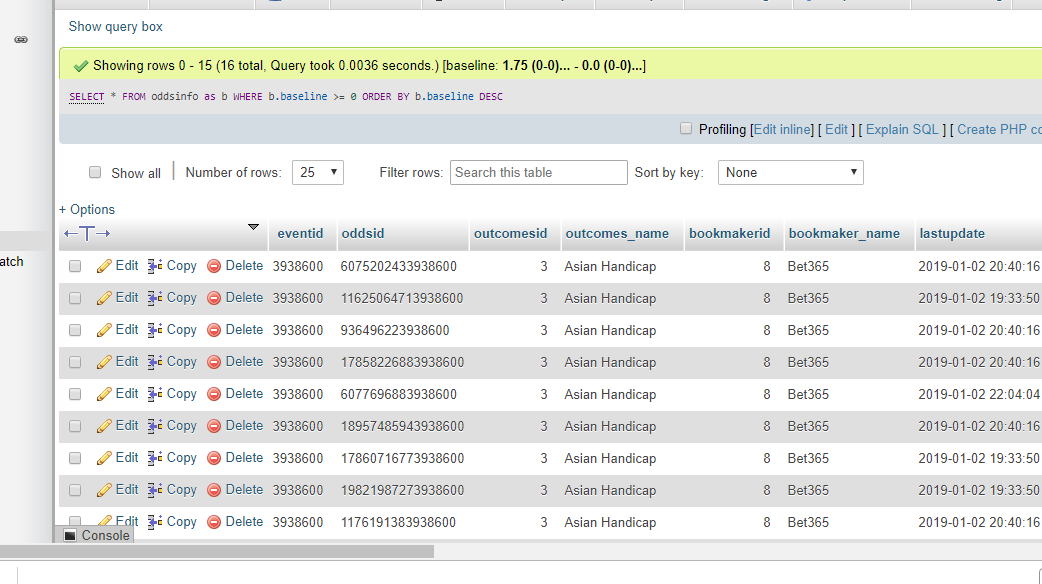 Show query box
Showing rows 0 - 15 (16 total, Query took 0.0036 seconds.) [baseline: 1.75 (0-0)... - 0.0 (0-0)...]
SELECT * FROM oddsinfo as b WHERE b.baseline >= 0 ORDER BY b.baseline DESC
Profiling [Edit inline] [ Edit ] [ Explain SQL ] [ Create PHP co
Show all Number of rows: 25 Filter rows: Search this table Sort by key: None
+ Options
eventid oddsid outcomesid outcomes_name bookmakerid bookmaker_name lastupdate
atch
Edit Copy Delete 3938600 6075202433938600 3 Asian Handicap 8 Bet365 2019-01-02 20:40:16
Edit Copy Delete 3938600 11625064713938600 3 Asian Handicap 8 Bet365 2019-01-02 19:33:50
Edit Copy Delete 3938600 936496223938600 3 Asian Handicap 8 Bet365 2019-01-02 20:40:16
Edit Copy Delete 3938600 17858226883938600 3 Asian Handicap 8 Bet365 2019-01-02 20:40:16
Edit Copy Delete 3938600 6077696883938600 3 Asian Handicap 8 Bet365 2019-01-02 22:04:04
Edit Copy Delete 3938600 18957485943938600 3 Asian Handicap 8 Bet365 2019-01-02 20:40:16
Edit Copy Delete 3938600 17860716773938600 3 Asian Handicap 8 Bet365 2019-01-02 19:33:50
Edit Copy Delete 3938600 19821987273938600 3 Asian Handicap 8 Bet365 2019-01-02 19:33:50
Edit Copy Delete 3938600 1176191383938600 3 Asian Handicap 8 Bet365 2019-01-02 20:40:16
Console